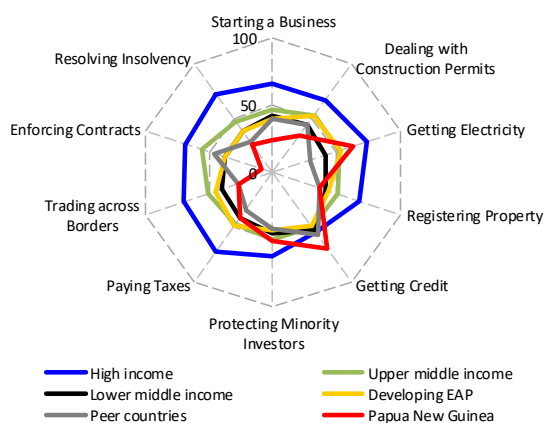 Starting a Business
100
Resolving Insolvency
Dealing with
Construction Permits
50
Enforcing Contracts
Getting Electricity
0
Trading across
Borders
Registering Property
Paying Taxes
Getting Credit
Protecting Minority
Investors
High income
Upper middle income
Lower middle income
Developing EAP
Peer countries
Papua New Guinea